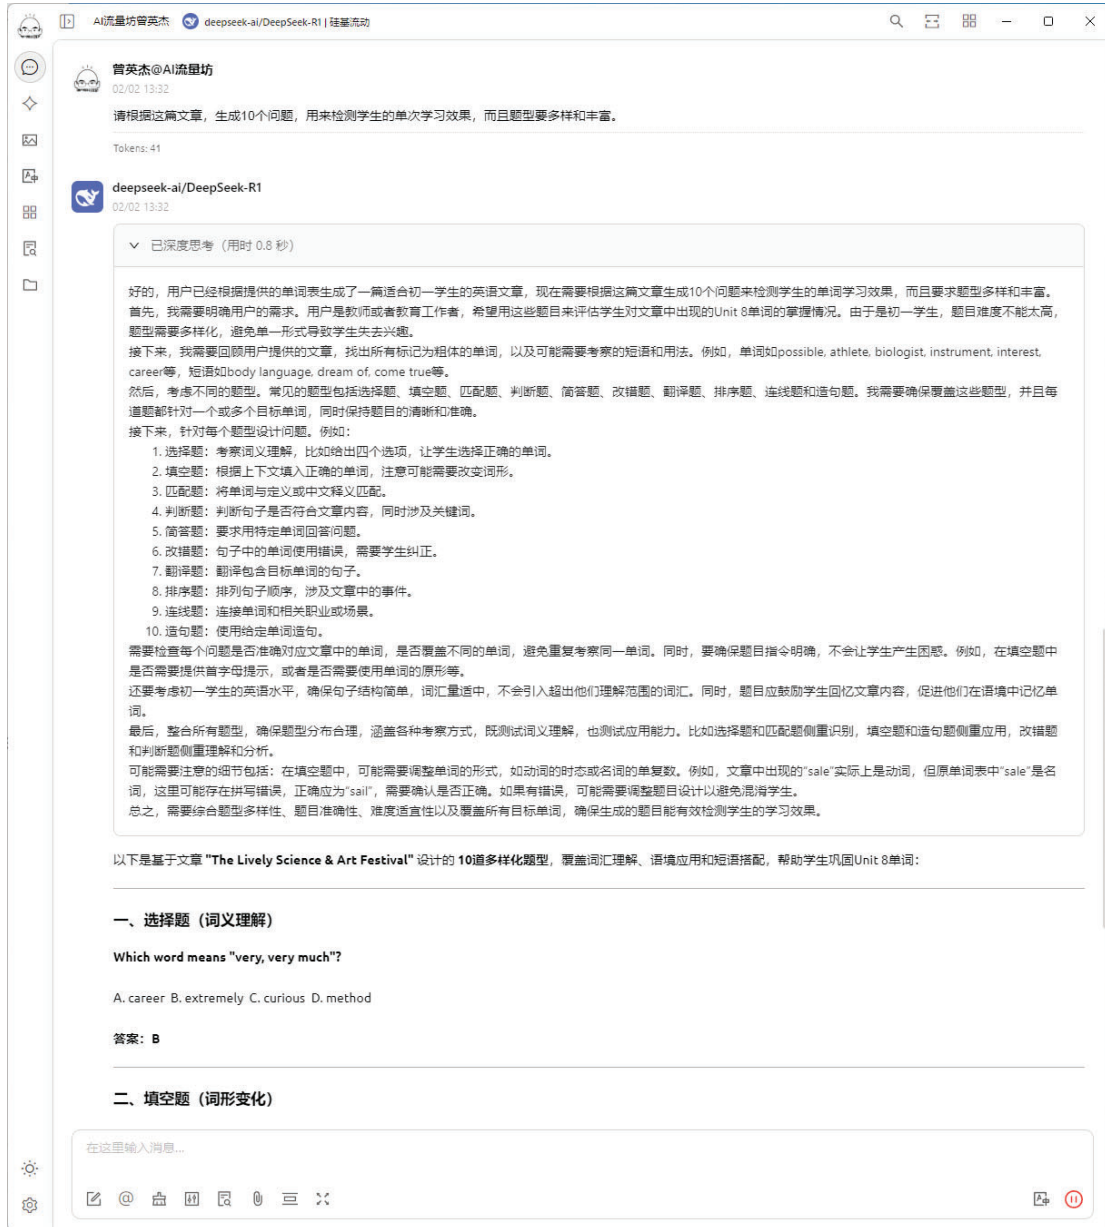 AI流量坊曾英杰 deepseek-ai/DeepSeek-R1 | 硅基流动
曾英杰@AI流量坊
02/02 13:32
请根据这篇文章，生成10个问题，用来检测学生的单次学习效果，而且题型要多样和丰富。
Tokens: 41
deepseek-ai/DeepSeek-R1
02/02 13:32
已深度思考（用时 0.8 秒）
好的，用户已经根据提供的单词表生成了一篇适合初一学生的英语文章，现在需要根据这篇文章生成10个问题来检测学生的单词学习效果，而且要求题型多样和丰富。
首先，我需要明确用户的需求。用户是教师或者教育工作者，希望用这些题目来评估学生对文章中出现的Unit 8单词的掌握情况。由于是初一学生，题目难度不能太高，
题型需要多样化，避免单一形式导致学生失去兴趣。
接下来，我需要回顾用户提供的文章，找出所有标记为粗体的单词，以及可能需要考察的短语和用法。例如，单词如possible, athlete, biologist, instrument, interest,
career等，短语如body language, dream of, come true等。
然后，考虑不同的题型。常见的题型包括选择题、填空题、匹配题、判断题、简答题、改错题、翻译题、排序题、连线题和造句题。我需要确保覆盖这些题型，并且每
道题都针对一个或多个目标单词，同时保持题目的清晰和准确。
接下来，针对每个题型设计问题。例如：
1. 选择题：考察词义理解，比如给出四个选项，让学生选择正确的单词。
2. 填空题：根据上下文填入正确的单词，注意可能需要改变词形。
3. 匹配题：将单词与定义或中文释义匹配。
4. 判断题：判断句子是否符合文章内容，同时涉及关键词。
5. 简答题：要求用特定单词回答问题。
6. 改错题：句子中的单词使用错误，需要学生纠正。
7. 翻译题：翻译包含目标单词的句子。
8. 排序题：排列句子顺序，涉及文章中的事件。
9. 连线题：连接单词和相关职业或场景。
10. 造句题：使用给定单词造句。
需要检查每个问题是否准确对应文章中的单词，是否覆盖不同的单词，避免重复考察同一单词。同时，要确保题目指令明确，不会让学生产生困惑。例如，在填空题中
是否需要提供首字母提示，或者是否需要使用单词的原形等。
还要考虑初一学生的英语水平，确保句子结构简单，词汇量适中，不会引入超出他们理解范围的词汇。同时，题目应鼓励学生回忆文章内容，促进他们在语境中记忆单
词。
最后，整合所有题型，确保题型分布合理，涵盖各种考察方式，既测试词义理解，也测试应用能力。比如选择题和匹配题侧重识别，填空题和造句题侧重应用，改错题
和判断题侧重理解和分析。
可能需要注意的细节包括：在填空题中，可能需要调整单词的形式，如动词的时态或名词的单复数。例如，文章中出现的“sale”实际上是动词，但原单词表中“sale”是名
词，这里可能存在拼写错误，正确应为“sail”，需要确认是否正确。如果有错误，可能需要调整题目设计以避免混淆学生。
总之，需要综合题型多样性、题目准确性、难度适宜性以及覆盖所有目标单词，确保生成的题目能有效检测学生的学习效果。
以下是基于文章 "The Lively Science & Art Festival" 设计的 10道多样化题型，覆盖词汇理解、语境应用和短语搭配，帮助学生巩固Unit 8单词：
一、选择题（词义理解）
Which word means "very, very much"?
A. career B. extremely C. curious D. method
答案：B
二、填空题（词形变化）
在这里输入消息...